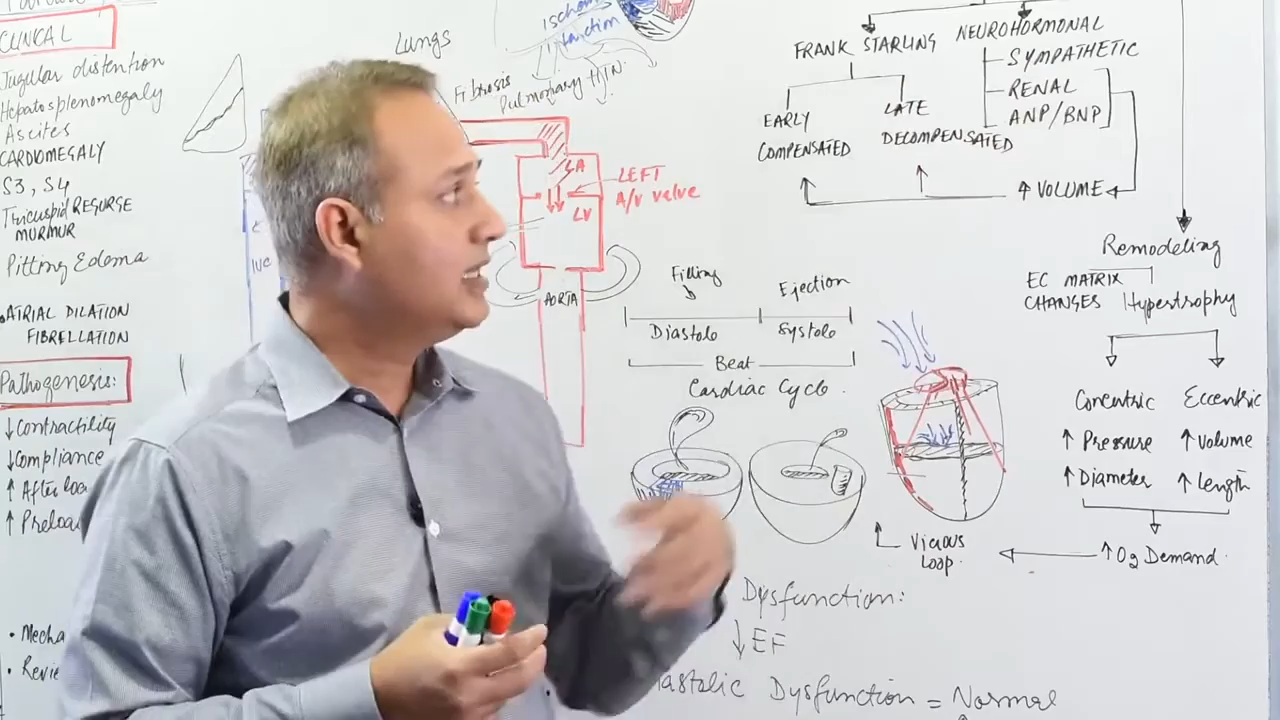 CLINICAL
Jugular distention
Hepatosplenomegaly
Ascites
CARDIOMEGALY
S3, S4
Tricuspid REGURGE
MURMUR
Pitting Edema
ATRIAL DILATION
FIBRELLATION
Pathogenesis:
↓Contractility
↓Compliance
↑ After loa
↑ Preloa
• Mecha
• Revie
Lungs
Fibrosis
Pulmonary HTN
LA
LEFT
A/V valve
LV
IVC
AORTA
Filling
Ejection
Diastole
Systole
Beat
Cardiac Cycle.
FRANK STARLING
EARLY
COMPENSATED
LATE
DECOMPENSATED
NEUROHORMONAL
SYMPATHETIC
RENAL
ANP/BNP
↑ VOLUME
Remodeling
EC MATRIX
CHANGES
Hypertrophy
Concentric
↑ Pressure
↑ Diameter
Eccentric
↑ Volume
↑ Length
↑O2 Demand.
Vicious
Loop.
Dysfunction:
↓EF
astolic Dysfunction = Normal